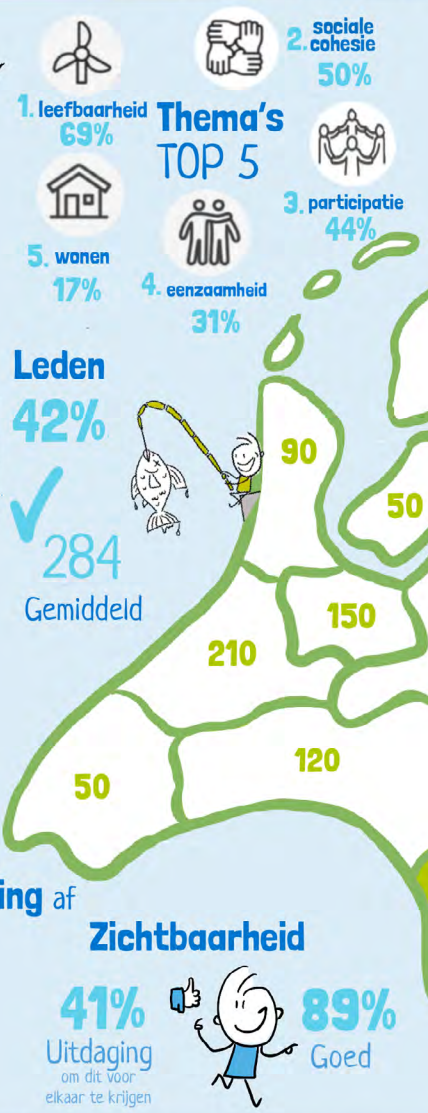 1. leefbaarheid
69%
2. sociale
cohesie
50%
Thema's
TOP 5
3. participatie
44%
4. eenzaamheid
31%
5. wonen
17%
Leden
42%
284
Gemiddeld
90
50
150
210
120
50
ing af
Zichtbaarheid
41%
Uitdaging
om dit voor
elkaar te krijgen
89%
Goed